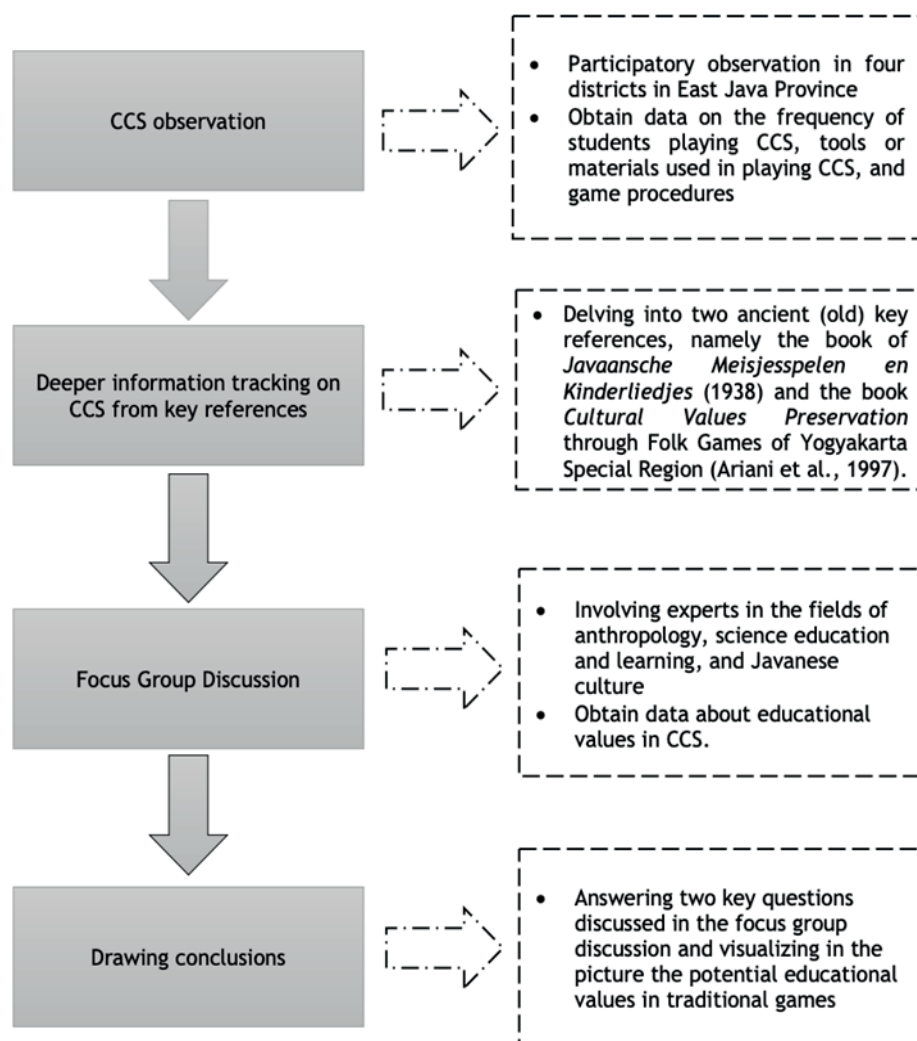 CCS observation
• Participatory observation in four
districts in East Java Province
• Obtain data on the frequency of
students playing CCS, tools or
materials used in playing CCS, and
game procedures
Deeper information tracking on
CCS from key references
• Delving into two ancient (old) key
references, namely the book of
Javaansche Meisjesspelen en
Kinderliedjes (1938) and the book
Cultural Values Preservation
through Folk Games of Yogyakarta
Special Region (Ariani et al., 1997).
Focus Group Discussion
• Involving experts in the fields of
anthropology, science education
and learning, and Javanese
culture
• Obtain data about educational
values in CCS.
Drawing conclusions
• Answering two key questions
discussed in the focus group
discussion and visualizing in the
picture the potential educational
values in traditional games